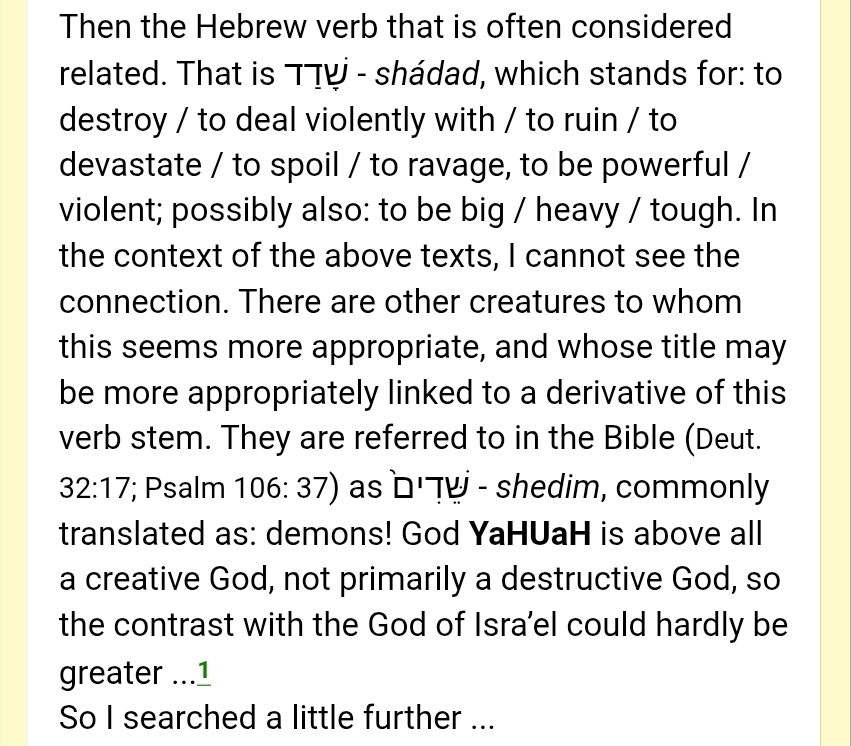 Then the Hebrew verb that is often considered
related. That is שָׁדַד - shádad, which stands for: to
destroy / to deal violently with / to ruin / to
devastate / to spoil / to ravage, to be powerful /
violent; possibly also: to be big / heavy / tough. In
the context of the above texts, I cannot see the
connection. There are other creatures to whom
this seems more appropriate, and whose title may
be more appropriately linked to a derivative of this
verb stem. They are referred to in the Bible (Deut.
32:17; Psalm 106: 37) as שֵּׁדִים֙ - shedim, commonly
translated as: demons! God YaHUaH is above all
a creative God, not primarily a destructive God, so
the contrast with the God of Isra’el could hardly be
greater ...1
So I searched a little further ...